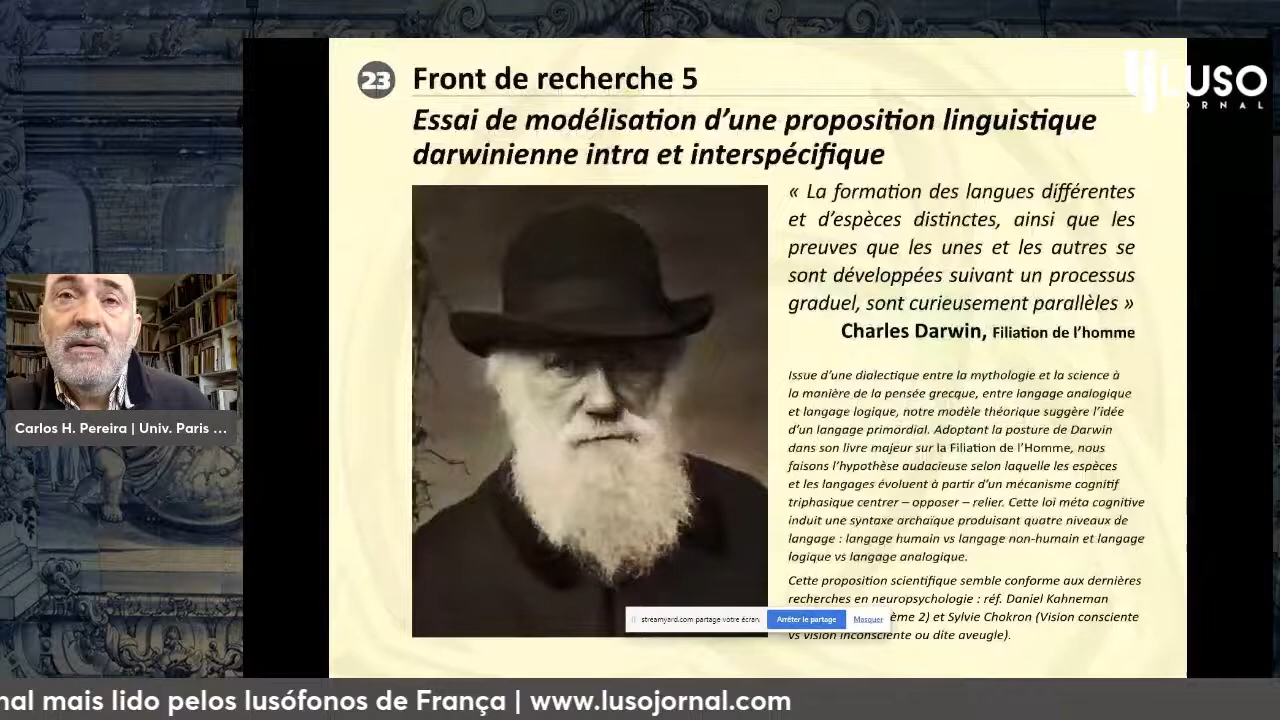 23 Front de recherche 5
Essai de modélisation d'une proposition linguistique
darwinienne intra et interspécifique
« La formation des langues différentes
et d'espèces distinctes, ainsi que les
preuves que les unes et les autres se
sont développées suivant un processus
graduel, sont curieusement parallèles »
Charles Darwin, Filiation de l'homme
Issue d'une dialectique entre la mythologie et la science à
la manière de la pensée grecque, entre langage analogique
et langage logique, notre modèle théorique suggère l'idée
d'un langage primordial. Adoptant la posture de Darwin
dans son livre majeur sur la Filiation de l'Homme, nous
faisons l'hypothèse audacieuse selon laquelle les espèces
et les langages évoluent à partir d'un mécanisme cognitif
triphasique centrer – opposer – relier. Cette loi méta cognitive
induit une syntaxe archaïque produisant quatre niveaux de
langage : langage humain vs langage non-humain et langage
logique vs langage analogique.
Cette proposition scientifique semble conforme aux dernières
recherches en neuropsychologie : réf. Daniel Kahneman
ème 2) et Sylvie Chokron (Vision consciente
vs vision inconsciente ou dite aveugle).
streamyard.com partage votre écran. Arrêter le partage Masquer
LUSO
JORNAL
Carlos H. Pereira | Univ. Paris ...
nal mais lido pelos lusófonos de França | www.lusojornal.com